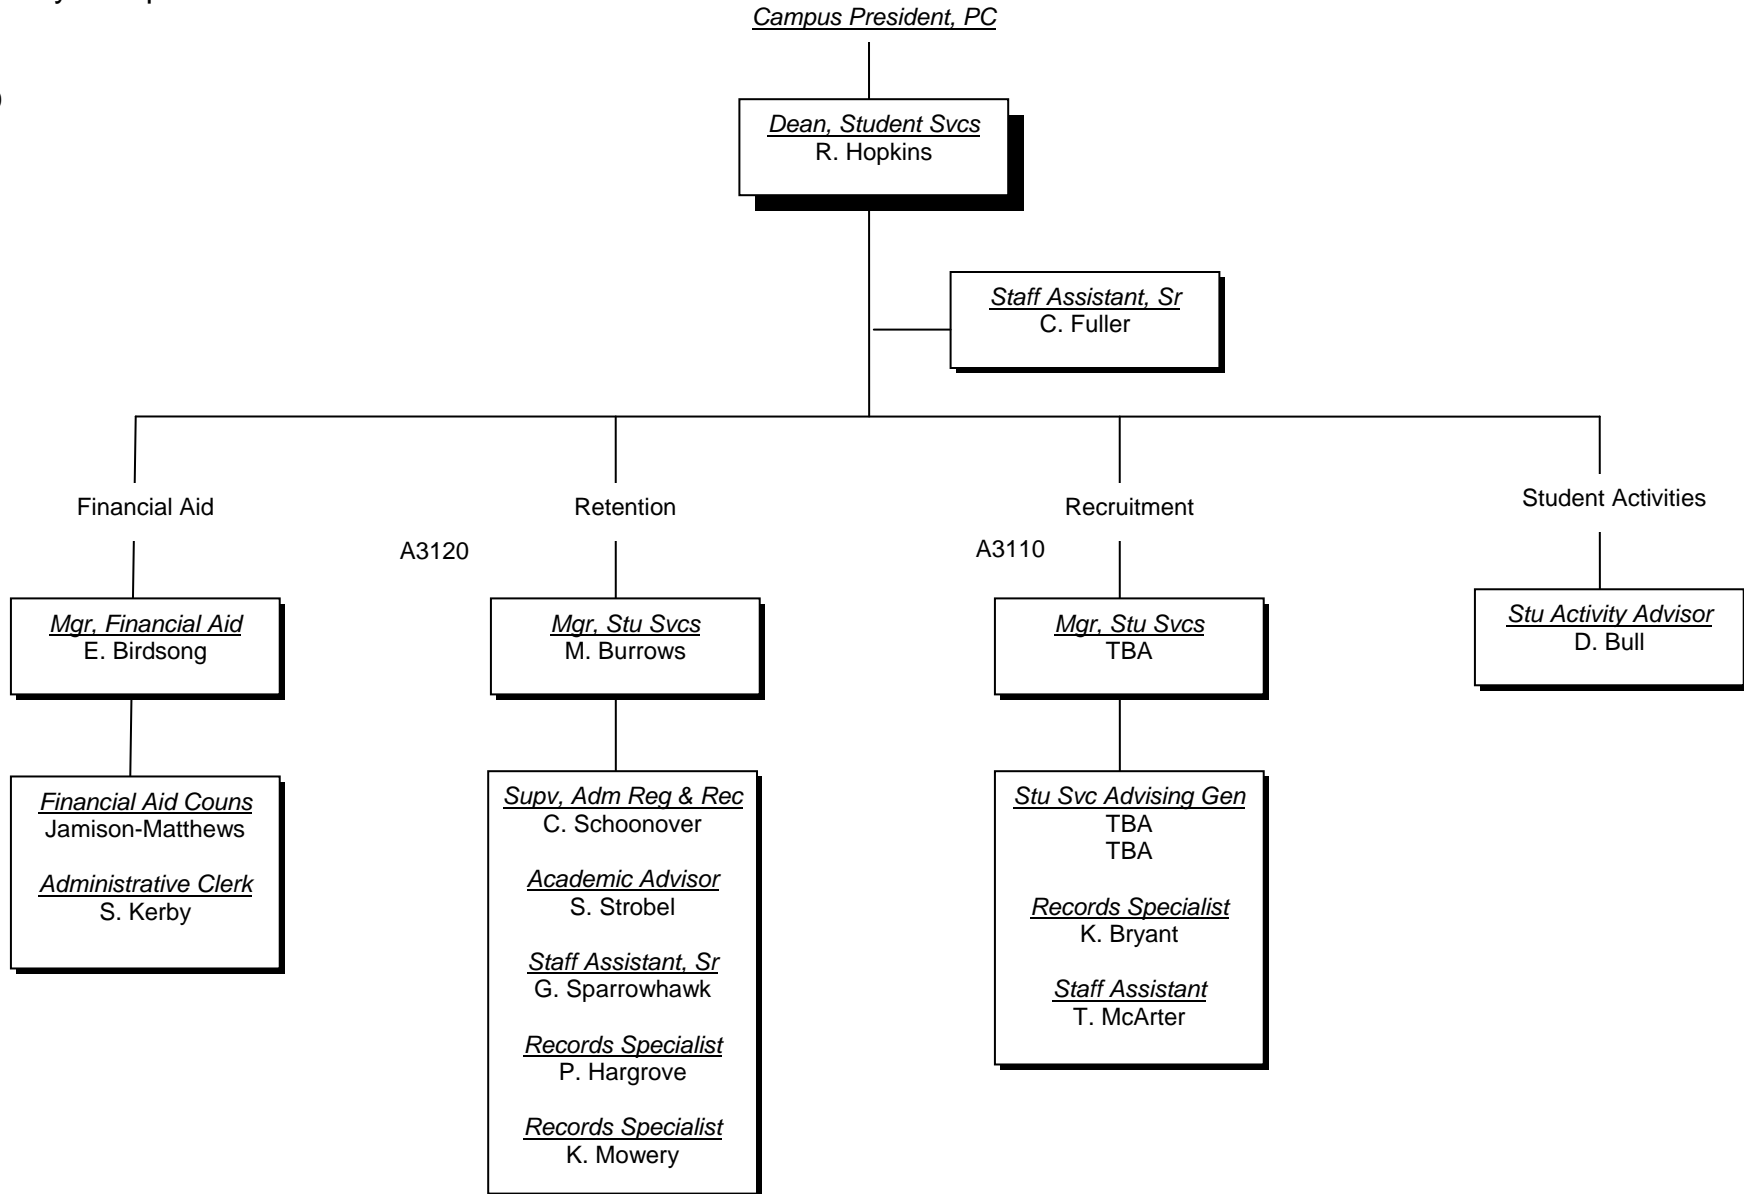 Campus President, PC
Dean, Student Svcs
R. Hopkins
Staff Assistant, Sr
C. Fuller
Financial Aid
Retention
Recruitment
Student Activities
A3120
A3110
Mgr, Financial Aid
E. Birdsong
Mgr, Stu Svcs
M. Burrows
Mgr, Stu Svcs
TBA
Stu Activity Advisor
D. Bull
Financial Aid Couns
Jamison-Matthews
Administrative Clerk
S. Kerby
Supv, Adm Reg & Rec
C. Schoonover
Academic Advisor
S. Strobel
Staff Assistant, Sr
G. Sparrowhawk
Records Specialist
P. Hargrove
Records Specialist
K. Mowery
Stu Svc Advising Gen
TBA
TBA
Records Specialist
K. Bryant
Staff Assistant
T. McArter